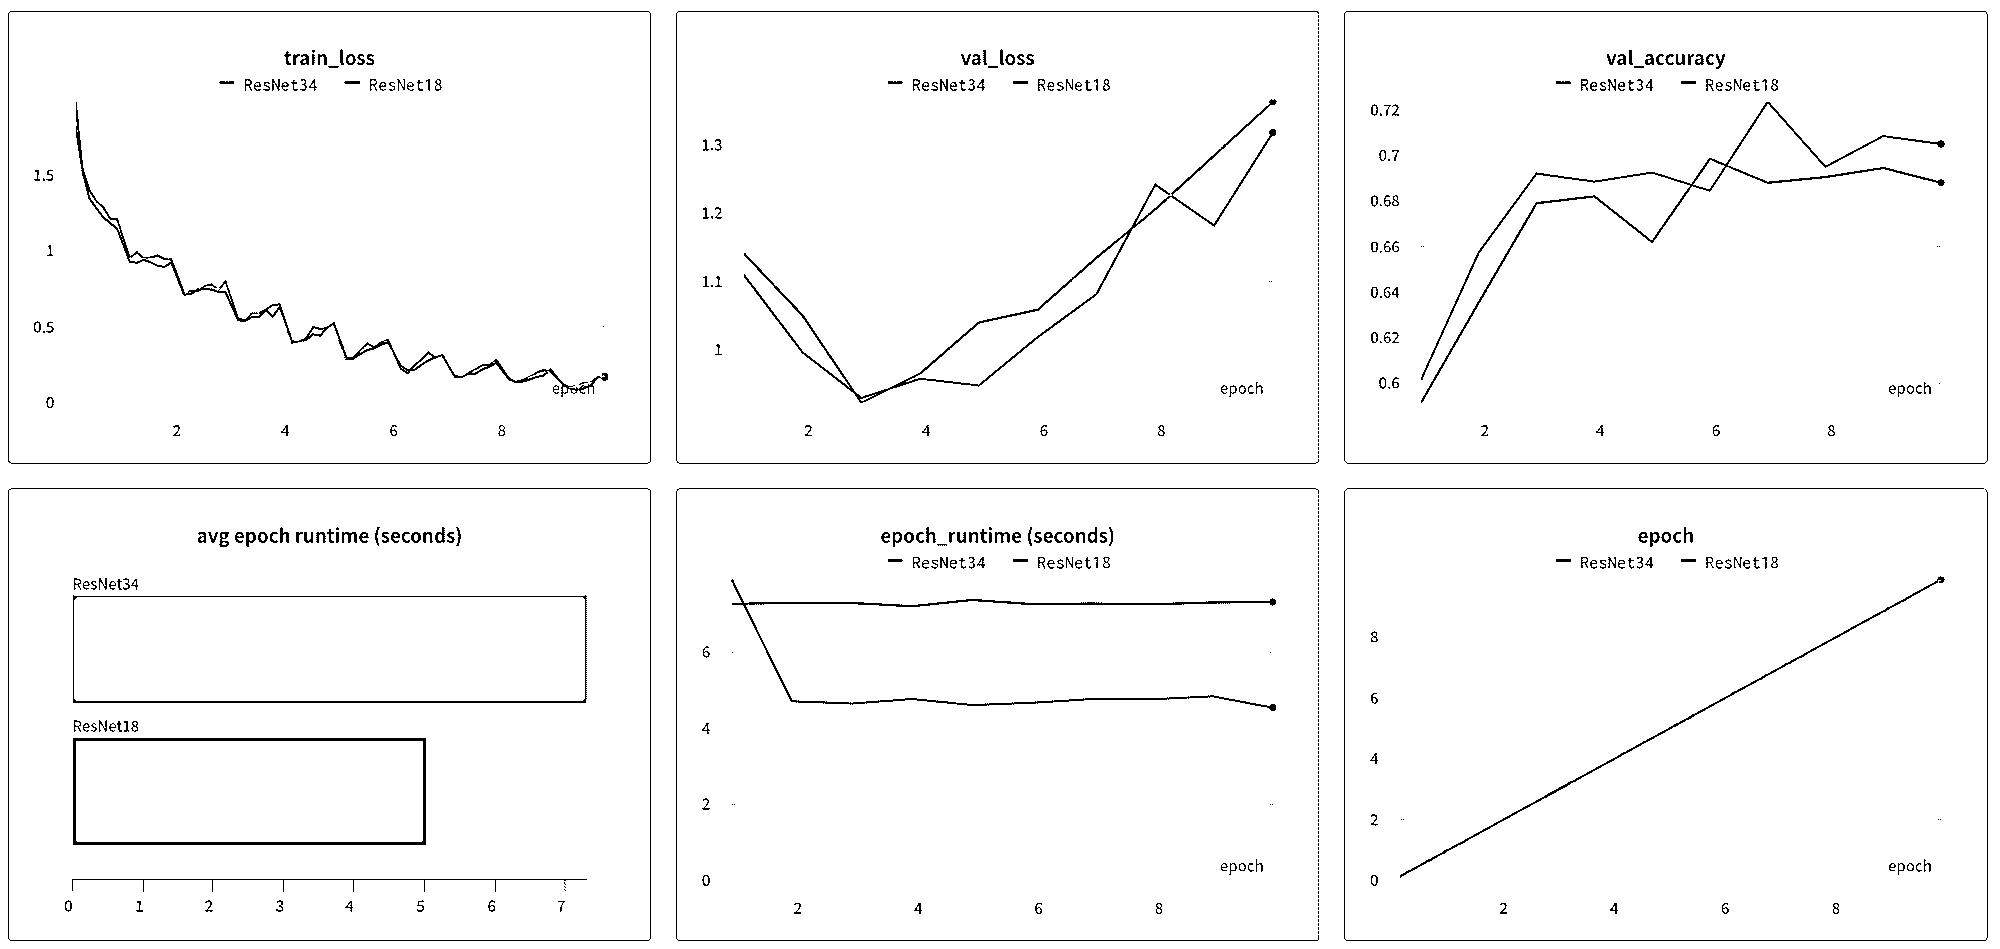 train_loss
ResNet34 ResNet18
1.5
1
0.5
0
epoch
2 4 6 8
val_loss
ResNet34 ResNet18
1.3
1.2
1.1
1
epoch
2 4 6 8
val_accuracy
ResNet34 ResNet18
0.72
0.7
0.68
0.66
0.64
0.62
0.6
epoch
2 4 6 8
avg epoch runtime (seconds)
ResNet34
ResNet18
0 1 2 3 4 5 6 7
epoch_runtime (seconds)
ResNet34 ResNet18
6
4
2
0
epoch
2 4 6 8
epoch
ResNet34 ResNet18
8
6
4
2
0
epoch
2 4 6 8